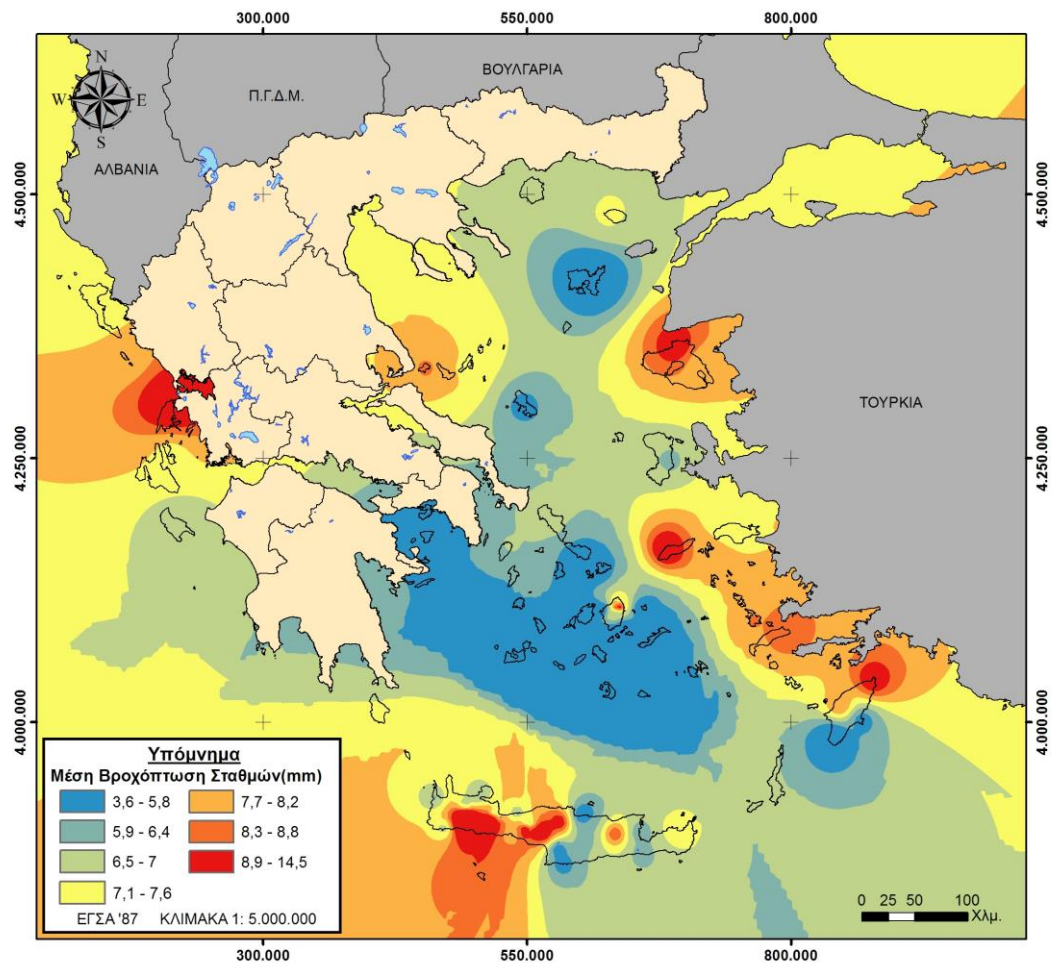 300.000 550.000 800.000
N
W E
S
ΒΟΥΛΓΑΡΙΑ
Π.Γ.Δ.Μ.
ΑΛΒΑΝΙΑ
4.500.000 4.500.000
ΤΟΥΡΚΙΑ
4.250.000 4.250.000
4.000.000 4.000.000
Υπόμνημα
Μέση Βροχόπτωση Σταθμών(mm)
3,6 - 5,8 7,7 - 8,2
5,9 - 6,4 8,3 - 8,8
6,5 - 7 8,9 - 14,5
7,1 - 7,6
ΕΓΣΑ '87 ΚΛΙΜΑΚΑ 1: 5.000.000
0 25 50 100
Χλμ.
300.000 550.000 800.000